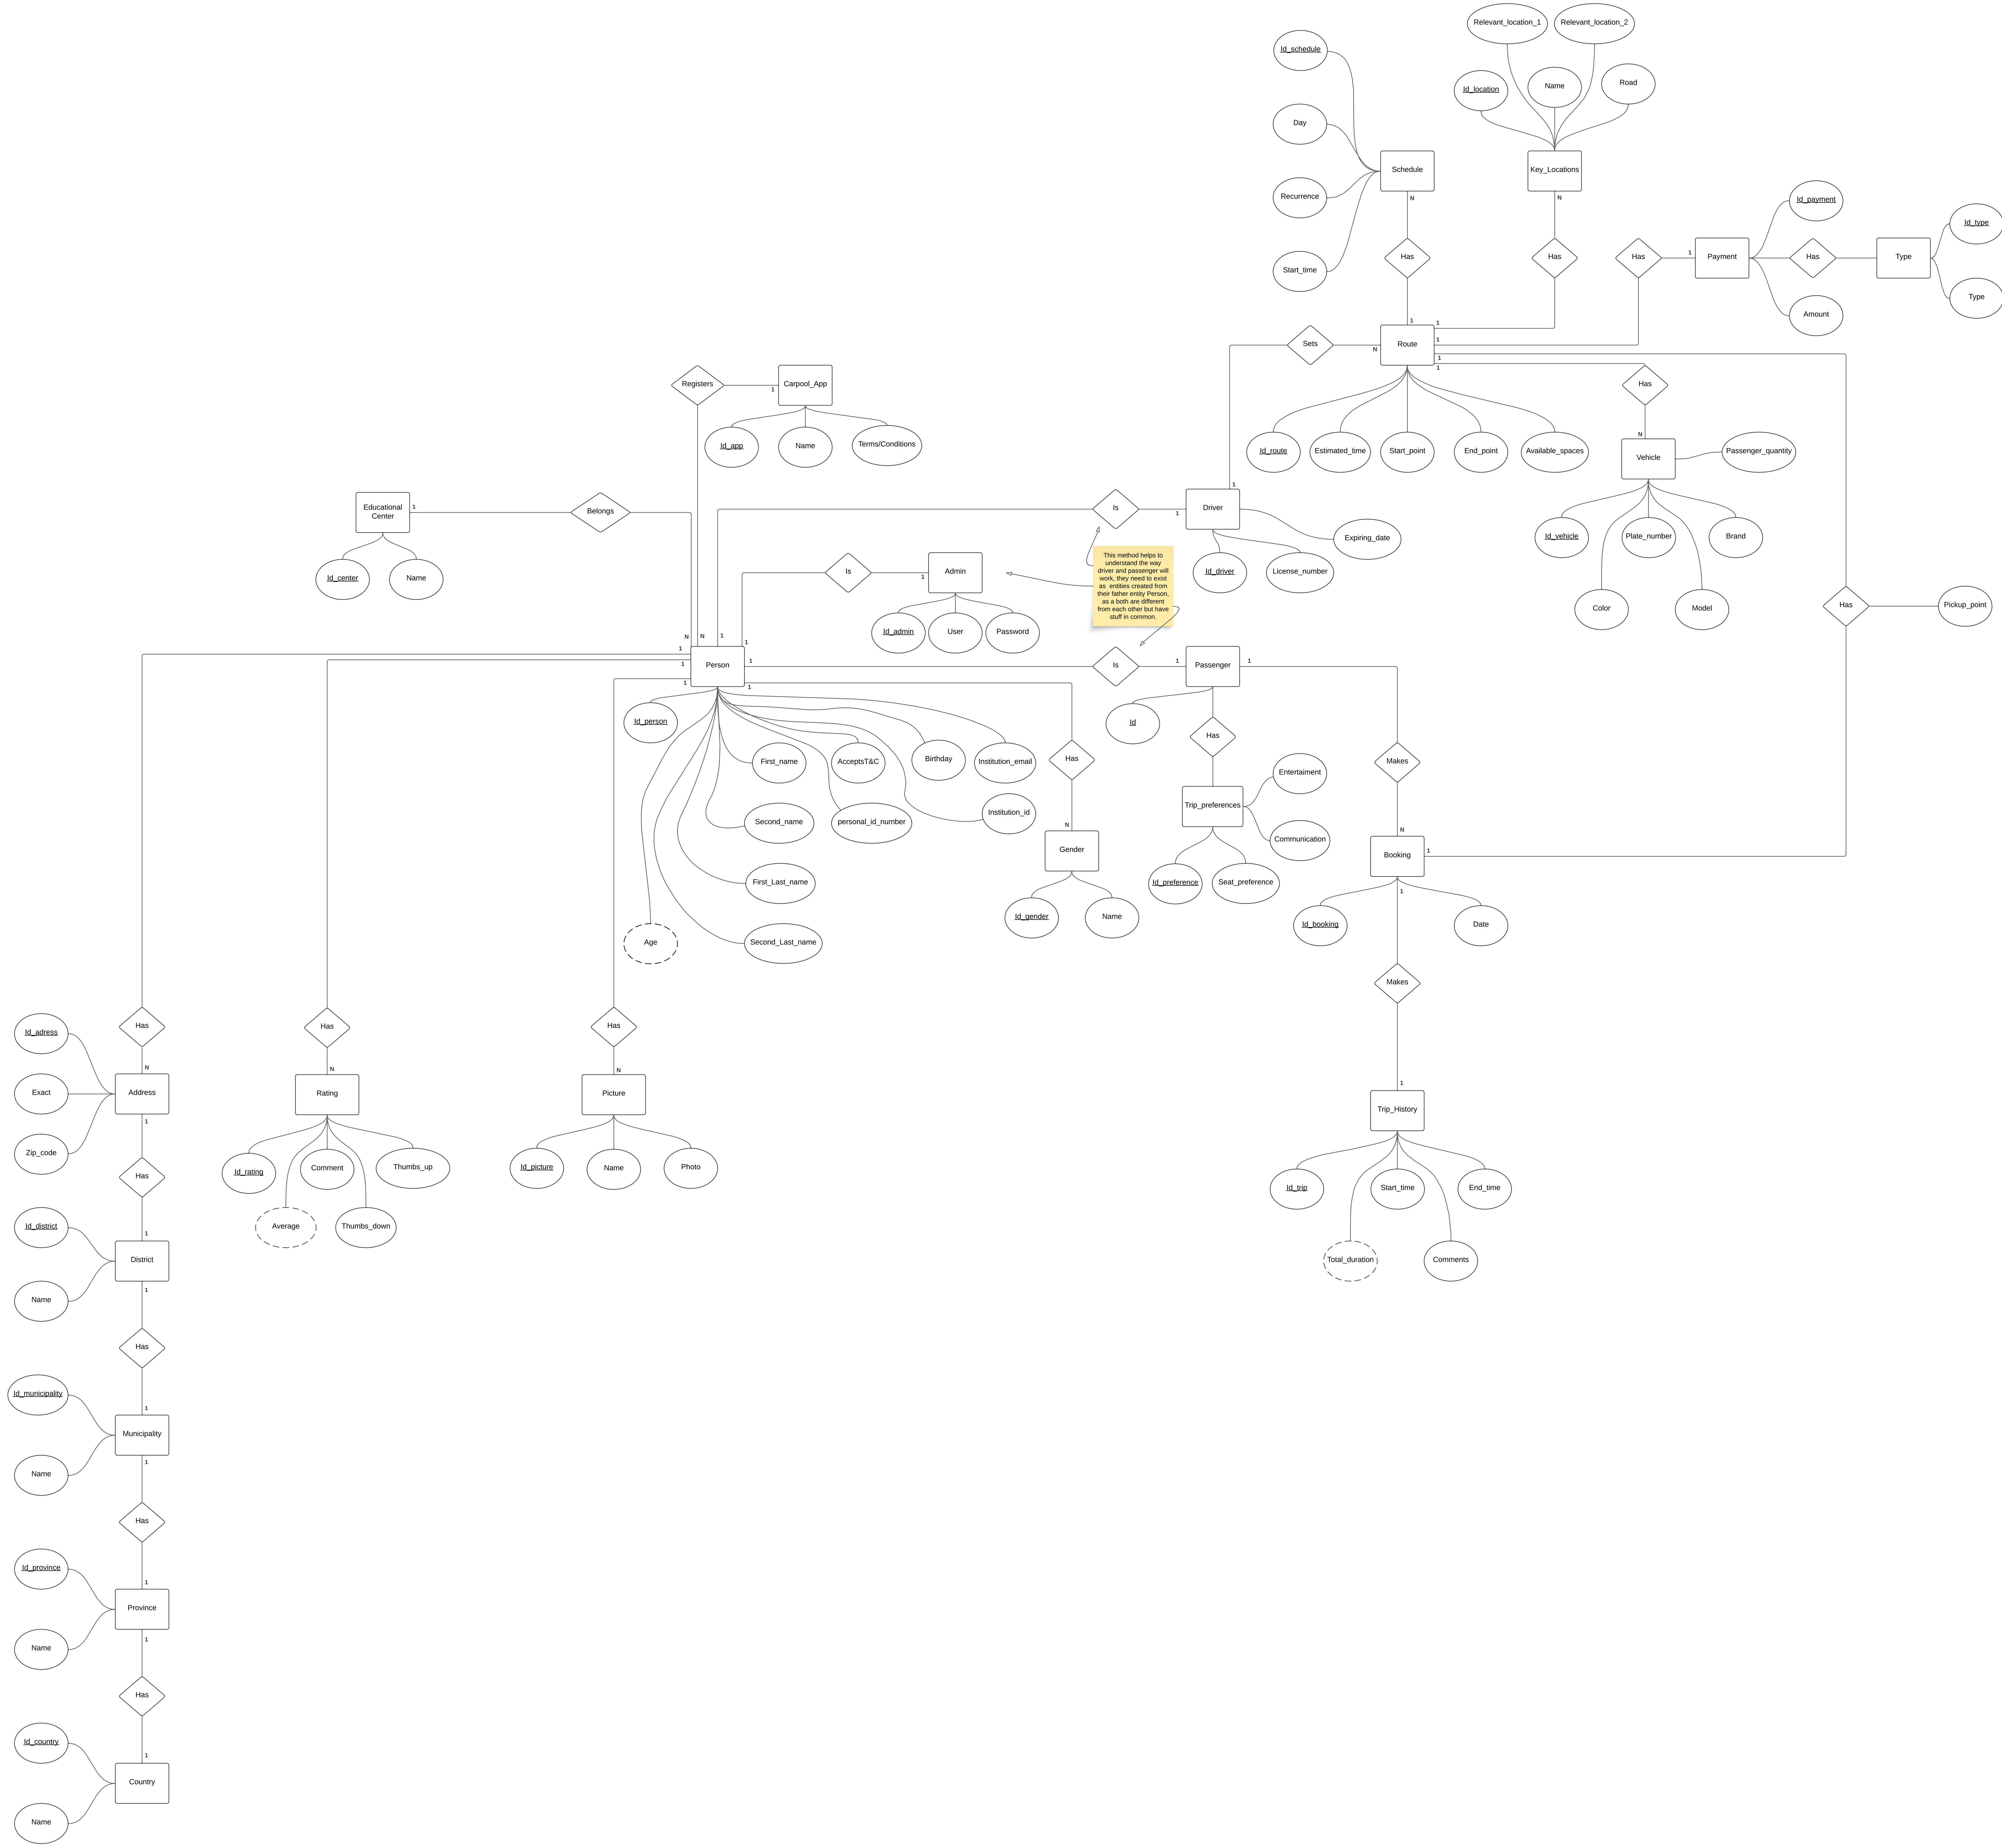 Relevant_location_1
Relevant_location_2
Id_schedule
Id_location
Name
Road
Day
Schedule
N
Key_Locations
N
Recurrence
Id_payment
Id_type
Start_time
Has
Has
Has
1
Payment
Has
Type
Type
Amount
Sets
N
1
Route
1
1
1
1
Registers
1
Carpool_App
Has
N
Id_app
Name
Terms/Conditions
Id_route
Estimated_time
Start_point
End_point
Available_spaces
Vehicle
Passenger_quantity
Educational
Center
1
Belongs
Is
1
1
Driver
Expiring_date
Id_vehicle
Plate_number
Brand
Id_center
Name
Is
1
Admin
This method helps to
understand the way
driver and passenger will
work, they need to exist
as entities created from
their father entity Person,
as a both are different
from each other but have
stuff in common.
Id_driver
License_number
Color
Model
Has
Pickup_point
Id_admin
User
Password
N
N
1
1
1
1
Person
1
1
1
Is
1
Passenger
1
Id_person
Id
Has
First_name
AcceptsT&C
Birthday
Institution_email
Has
Makes
Entertaiment
Trip_preferences
Second_name
personal_id_number
Institution_id
N
Gender
Communication
N
Booking
1
1
First_Last_name
Id_preference
Seat_preference
Id_gender
Name
Id_booking
Date
Age
Second_Last_name
Makes
Id_adress
Has
Has
Has
N
N
N
Exact
Address
Rating
Picture
1
Trip_History
1
Zip_code
Has
Id_rating
Comment
Thumbs_up
Id_picture
Name
Photo
Id_trip
Start_time
End_time
Id_district
1
Average
Thumbs_down
District
Total_duration
Comments
1
Name
Has
Id_municipality
1
Municipality
1
Name
Has
Id_province
1
Province
1
Name
Has
Id_country
1
Country
Name